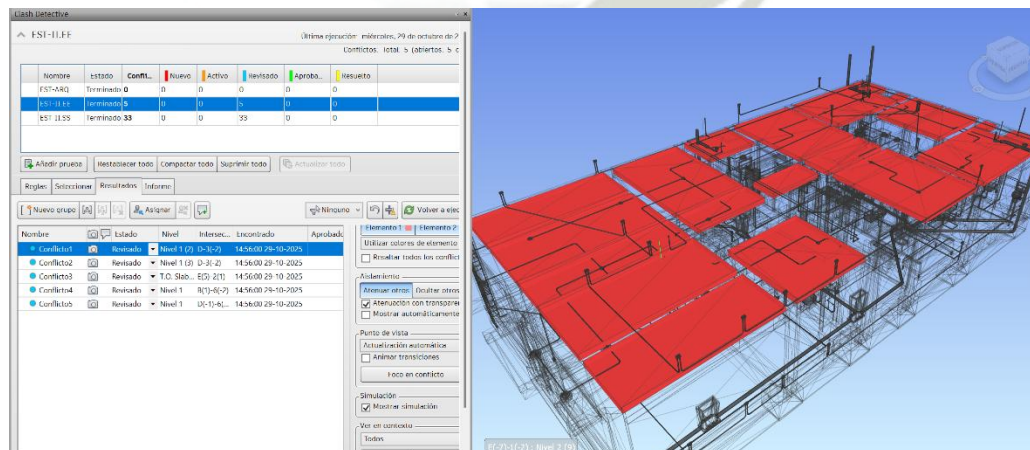 Clash Detective
EST-II.EE
Última ejecución: miércoles, 29 de octubre de 2
Conflictos: Total: 5 (abiertos: 5 c
Nombre Estado Conflit... Nuevo Activo Revisado Aproba... Resuelto
EST-ARQ Terminado 0 0 0 0 0 0
EST-II.EE Terminado 5 0 0 5 0 0
EST-II.SS Terminado 33 0 0 33 0 0
Añadir prueba Restablecer todo Compactar todo Suprimir todo Actualizar todo
Reglas Seleccionar Resultados Informe
Nuevo grupo Asignar Ninguno Volver a ejec
Nombre Estado Nivel Intersec... Encontrado Aprobado
Conflicto1 Revisado Nivel 1 (2) D-3(-2) 14:56:00 29-10-2025
Conflicto2 Revisado Nivel 1 (3) D-3(-2) 14:56:00 29-10-2025
Conflicto3 Revisado T.O. Slab... E(5)-2(1) 14:56:00 29-10-2025
Conflicto4 Revisado Nivel 1 B(1)-6(-2) 14:56:00 29-10-2025
Conflicto5 Revisado Nivel 1 D(-1)-6(... 14:56:00 29-10-2025
Elemento 1 Elemento 2
Utilizar colores de elemento
Resaltar todos los conflict
Aislamiento
Atenuar otros Ocultar otros
Atenuación con transparen
Mostrar automáticamente
Punto de vista
Actualización automática
Animar transiciones
Foco en conflicto
Simulación
Mostrar simulación
Ver en contexto
Todos